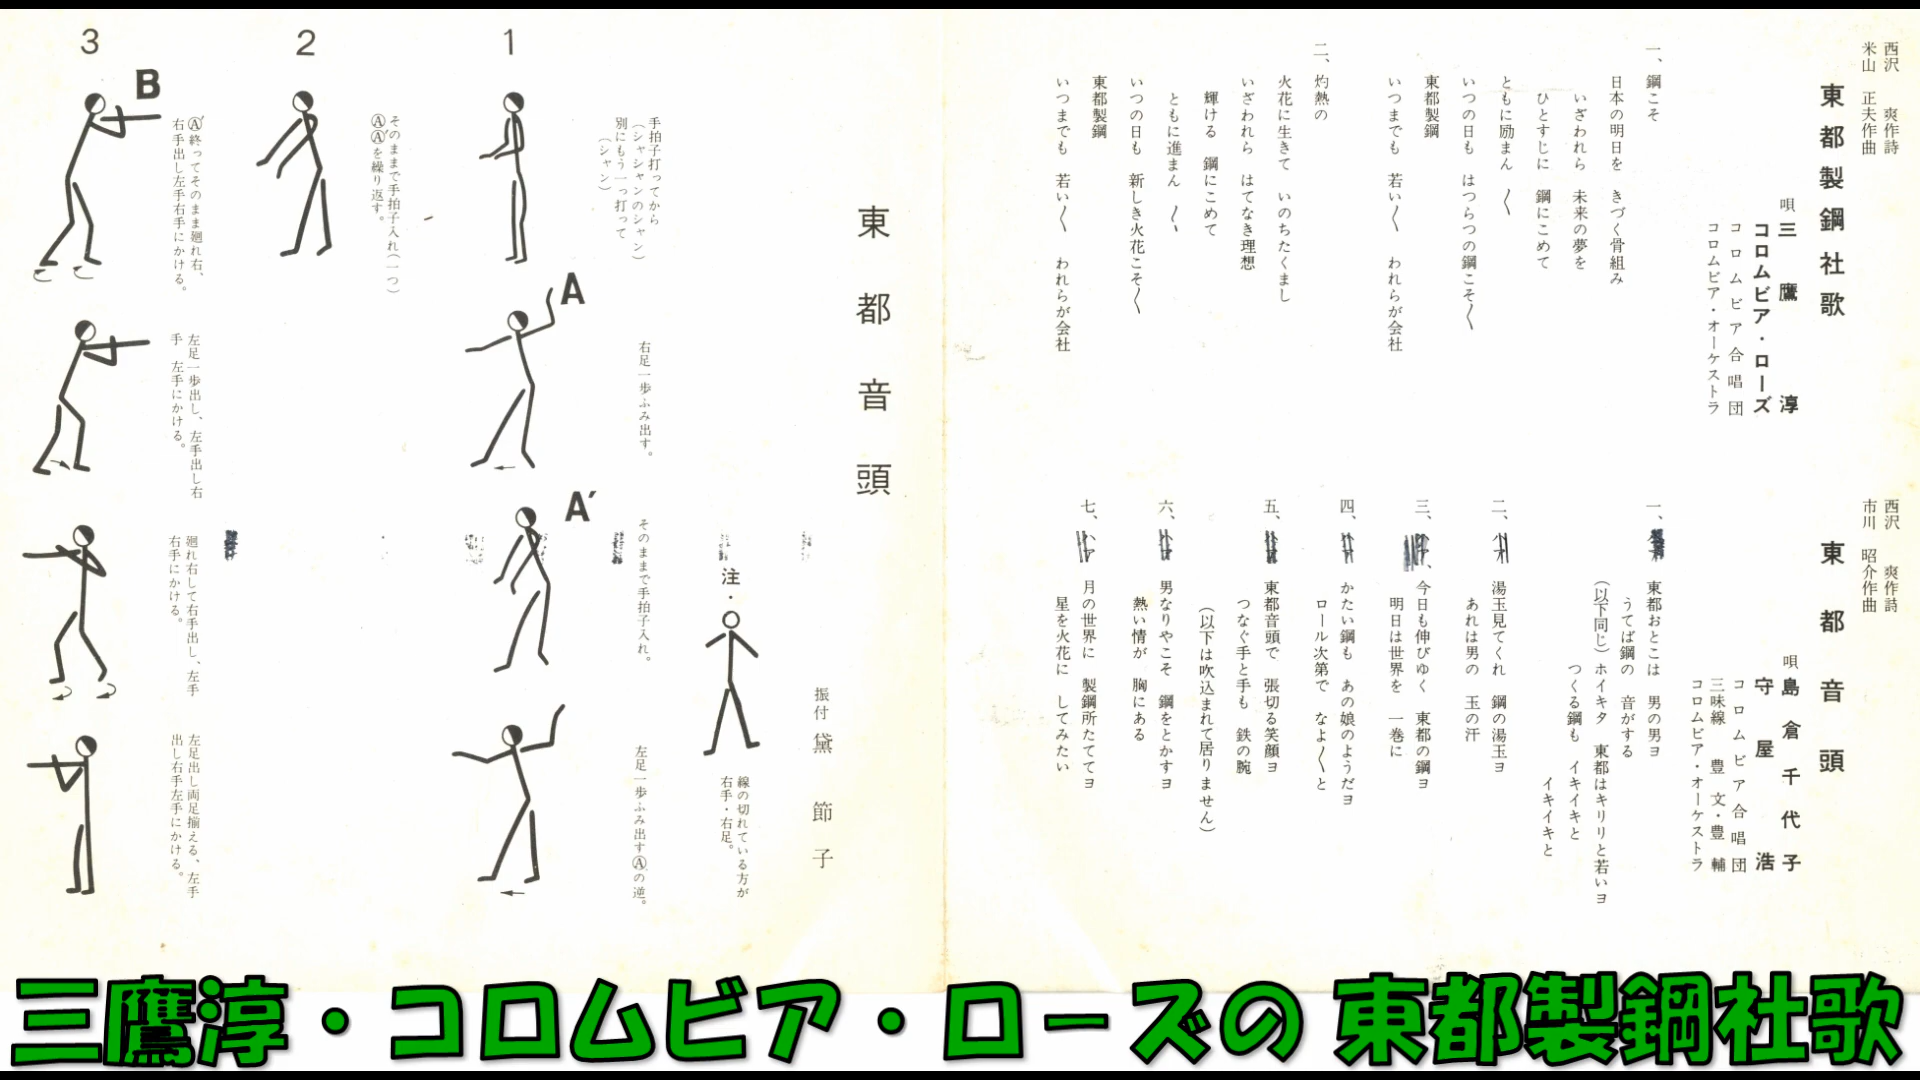 西沢 爽作詩
米山 正夫作曲
東都製鋼社歌
唄 三鷹淳
コロムビア・ローズ
コロムビア合唱団
コロムビア・オーケストラ
一、鋼こそ
日本の明日を きづく骨組み
いざわれら 未来の夢を
ひとすじに 鋼にこめて
ともに励まん 〱
いつの日も はつらつの鋼こそ〱
東都製鋼
いつまでも 若い〱 われらが会社
二、灼熱の
火花に生きて いのちたくまし
いざわれら はてなき理想
輝ける 鋼にこめて
ともに進まん 〱
いつの日も 新しき火花こそ〱
東都製鋼
いつまでも 若い〱 われらが会社
西沢 爽作詩
市川 昭介作曲
東都音頭
唄 島倉千代子
守屋浩
コロムビア合唱団
三味線 豊文・豊輔
コロムビア・オーケストラ
一、 東都おとこは 男の男ヨ
うてば鋼の 音がする
(以下同じ)ホイキタ 東都はキリリと若いヨ
つくる鋼も イキイキと
イキイキと
二、ハア 湯玉見てくれ 鋼の湯玉ヨ
あれは男の 玉の汗
三、ハア、今日も伸びゆく 東都の鋼ヨ
明日は世界を 一巻に
四、ハア かたい鋼も あの娘のようだヨ
ロール次第で なよ〱と
五、ハア 東都音頭で 張切る笑顔ヨ
つなぐ手と手も 鉄の腕
(以下は吹込まれて居りません)
六、ハア 男なりやこそ 鋼をとかすヨ
熱い情が 胸にある
七、ハア 月の世界に 製鋼所たててヨ
星を火花に してみたい
東都音頭
振付 黛節子
注・
線の切れている方が
右手・右足。
1
手拍子打ってから
(シャシャンのシャン)
別にもう一っ打って
(シャン)
A
右足一歩ふみ出す。
A′
そのままで手拍子入れ。
左足一歩ふみ出すⒶの逆。
2
そのままで手拍子入れ(一つ)
ⒶⒶ′を繰り返す。
3
B
Ⓐ′終ってそのまま廻れ右、
右手出し左手右手にかける。
左足一歩出し、左手出し右
手 左手にかける。
廻れ右して右手出し、左手
右手にかける。
左足出し両足揃える、左手
出し右手左手にかける。
三鷹淳・コロムビア・ローズの 東都製鋼社歌